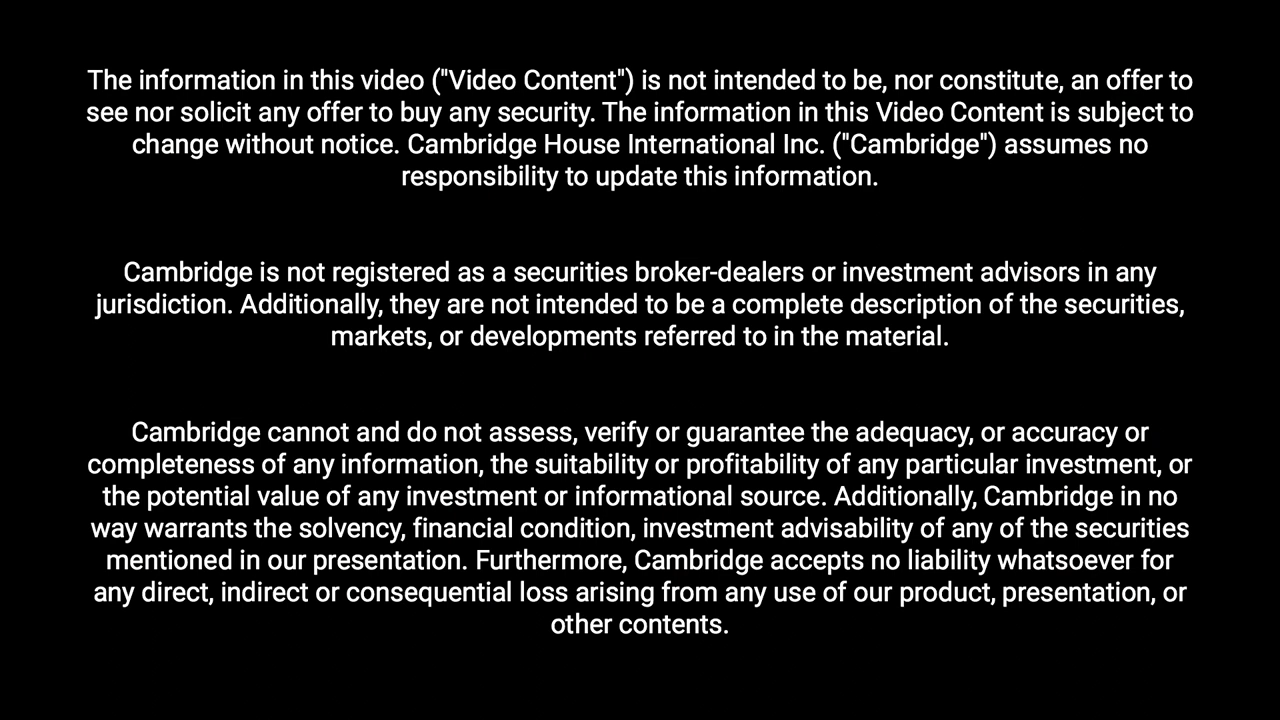 The information in this video ("Video Content") is not intended to be, nor constitute, an offer to
see nor solicit any offer to buy any security. The information in this Video Content is subject to
change without notice. Cambridge House International Inc. ("Cambridge") assumes no
responsibility to update this information.
Cambridge is not registered as a securities broker-dealers or investment advisors in any
jurisdiction. Additionally, they are not intended to be a complete description of the securities,
markets, or developments referred to in the material.
Cambridge cannot and do not assess, verify or guarantee the adequacy, or accuracy or
completeness of any information, the suitability or profitability of any particular investment, or
the potential value of any investment or informational source. Additionally, Cambridge in no
way warrants the solvency, financial condition, investment advisability of any of the securities
mentioned in our presentation. Furthermore, Cambridge accepts no liability whatsoever for
any direct, indirect or consequential loss arising from any use of our product, presentation, or
other contents.